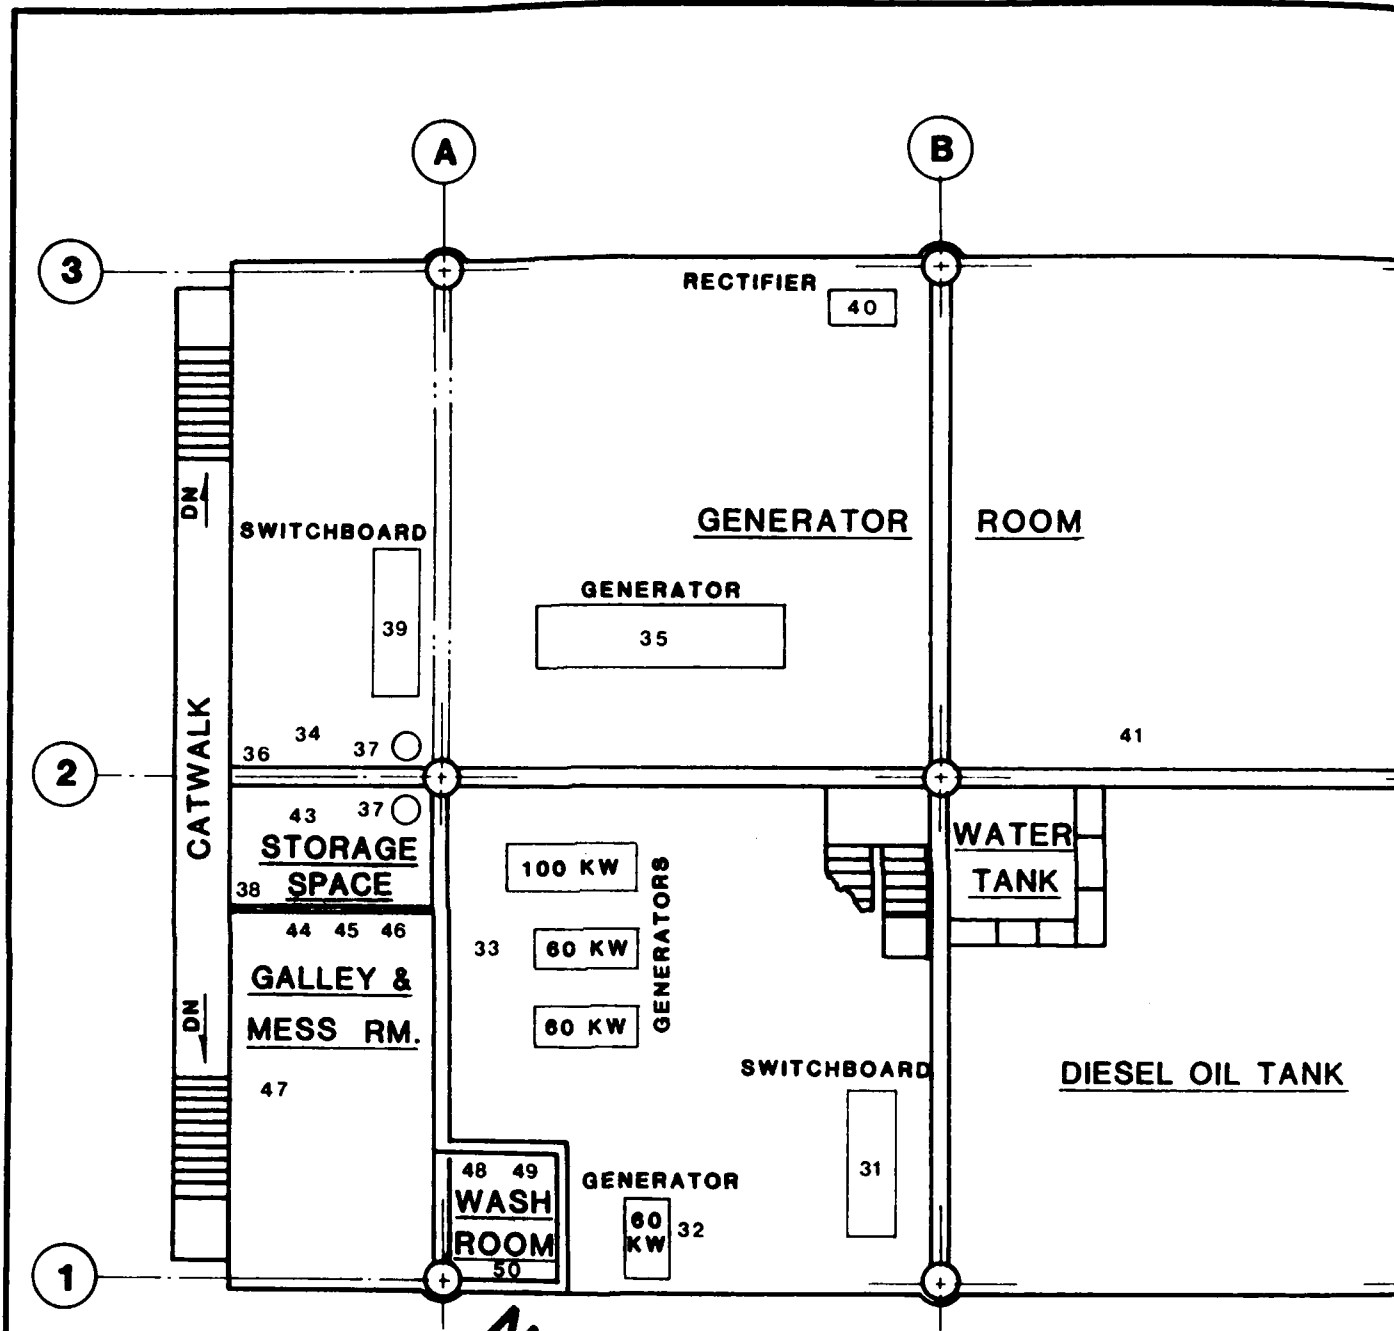 A
B
3
RECTIFIER
40
DN
SWITCHBOARD
GENERATOR ROOM
GENERATOR
39
35
CATWALK
34
36
37
41
2
43
37
STORAGE
SPACE
38
100 KW
WATER
TANK
GENERATORS
44 45 46
33
60 KW
GALLEY &
MESS RM.
60 KW
DN
47
SWITCHBOARD
DIESEL OIL TANK
48 49
WASH
ROOM
50
GENERATOR
60
KW
32
31
1